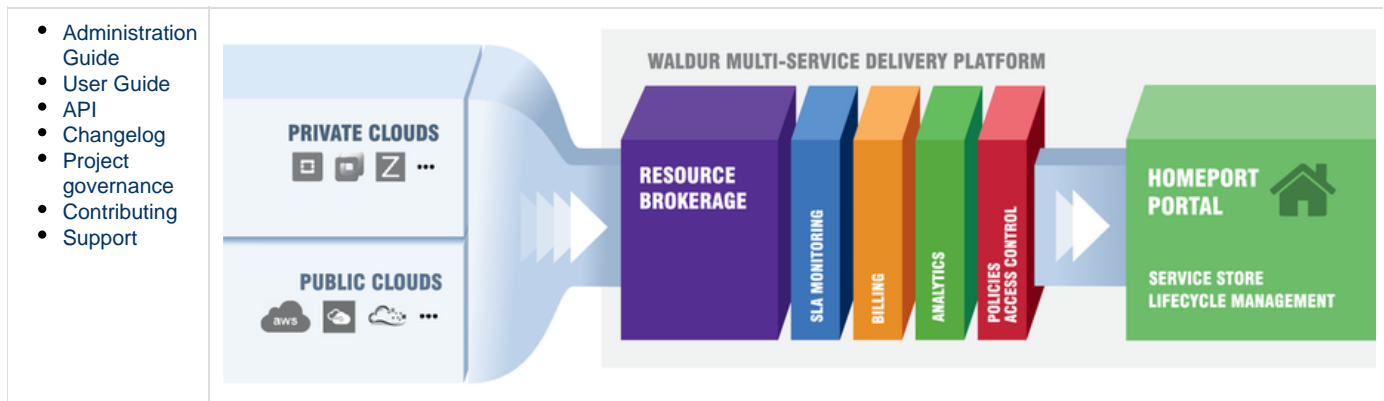 Administration
Guide
User Guide
API
Changelog
Project
governance
Contributing
Support
PRIVATE CLOUDS
Z
PUBLIC CLOUDS
aws
WALDUR MULTI-SERVICE DELIVERY PLATFORM
RESOURCE
BROKERAGE
SLA MONITORING
BILLING
ANALYTICS
POLICIES
ACCESS CONTROL
HOMEPORT
PORTAL
SERVICE STORE
LIFECYCLE MANAGEMENT